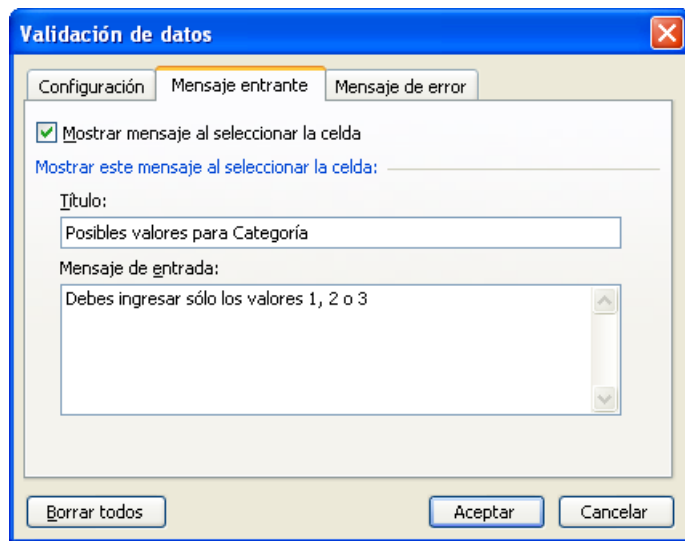 Validación de datos
Configuración
Mensaje entrante
Mensaje de error
Mostrar mensaje al seleccionar la celda
Mostrar este mensaje al seleccionar la celda:
Título:
Posibles valores para Categoría
Mensaje de entrada:
Debes ingresar sólo los valores 1, 2 o 3
Borrar todos
Aceptar
Cancelar